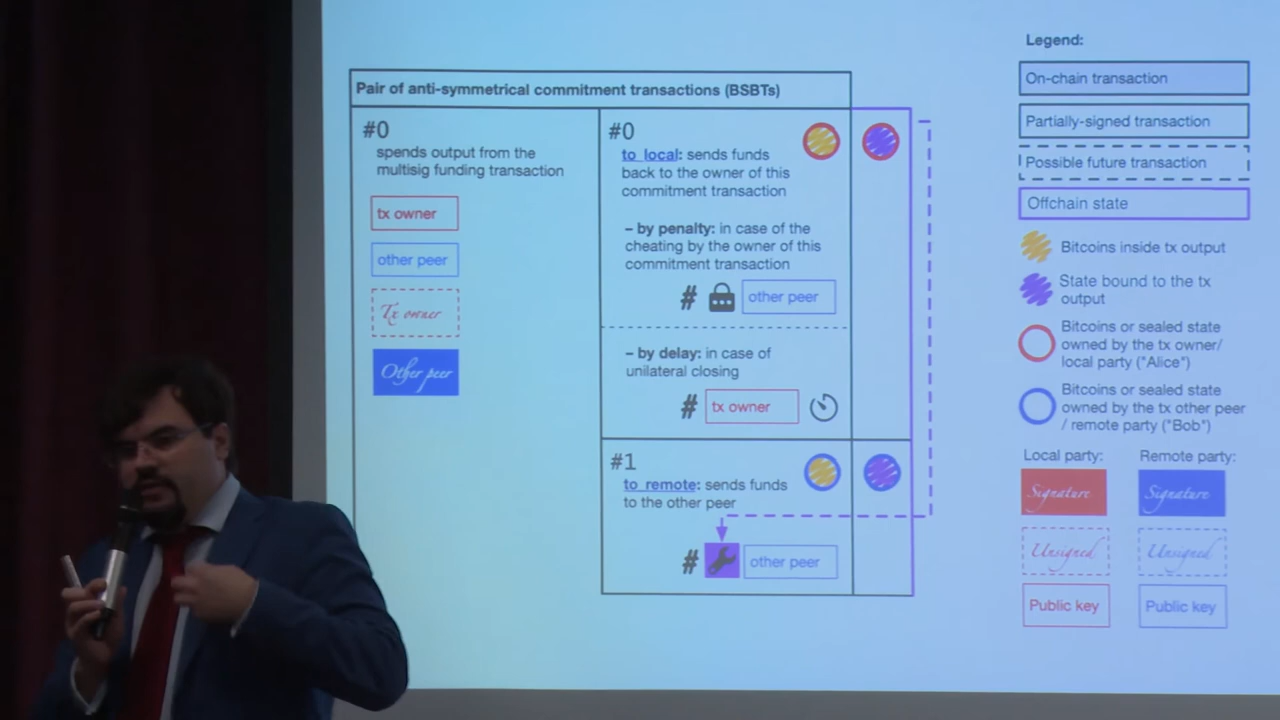 Pair of anti-symmetrical commitment transactions (BSBTs)
#0
spends output from the
multisig funding transaction
tx owner
other peer
Tx owner
Other peer
#0
to_local: sends funds
back to the owner of this
commitment transaction
– by penalty: in case of the
cheating by the owner of this
commitment transaction
# other peer
– by delay: in case of
unilateral closing
# tx owner
#1
to_remote: sends funds
to the other peer
# other peer
Legend:
On-chain transaction
Partially-signed transaction
Possible future transaction
Offchain state
Bitcoins inside tx output
State bound to the tx
output
Bitcoins or sealed state
owned by the tx owner/
local party ("Alice")
Bitcoins or sealed state
owned by the tx other peer
/ remote party ("Bob")
Local party:
Remote party:
Signature
Signature
Unsigned
Unsigned
Public key
Public key